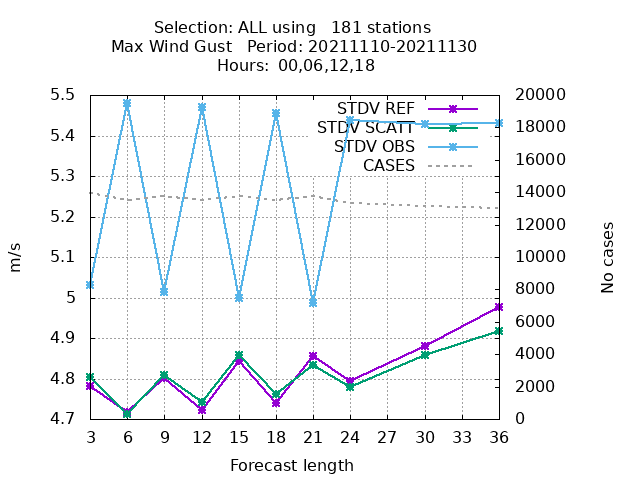 Selection: ALL using   181 stations
Max Wind Gust   Period: 20211110-20211130
Hours:  00,06,12,18
5.5
5.4
5.3
5.2
5.1
5
4.9
4.8
4.7
m/s
STDV REF
STDV SCATT
STDV OBS
CASES
20000
18000
16000
14000
12000
10000
8000
6000
4000
2000
0
No cases
3 6 9 12 15 18 21 24 27 30 33 36
Forecast length